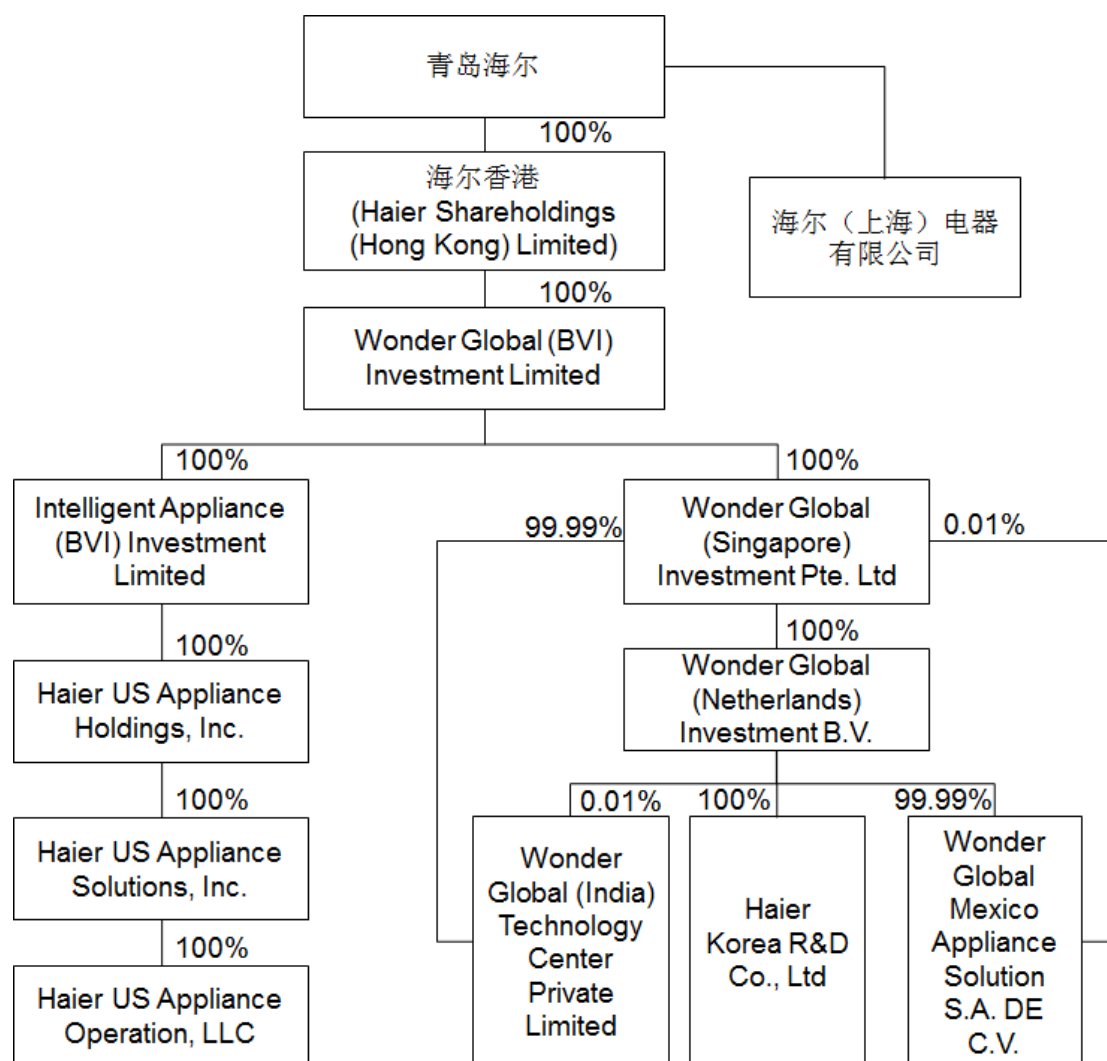 青岛海尔
100%
海尔香港
(Haier Shareholdings
(Hong Kong) Limited)
海尔（上海）电器
有限公司
100%
Wonder Global (BVI)
Investment Limited
100%
100%
Intelligent Appliance
(BVI) Investment
Limited
99.99%
Wonder Global
(Singapore)
Investment Pte. Ltd
0.01%
100%
100%
Haier US Appliance
Holdings, Inc.
Wonder Global
(Netherlands)
Investment B.V.
100%
0.01%
100%
99.99%
Haier US Appliance
Solutions, Inc.
Wonder
Global (India)
Technology
Center
Private
Limited
Haier
Korea R&D
Co., Ltd
Wonder
Global
Mexico
Appliance
Solution
S.A. DE
C.V.
100%
Haier US Appliance
Operation, LLC